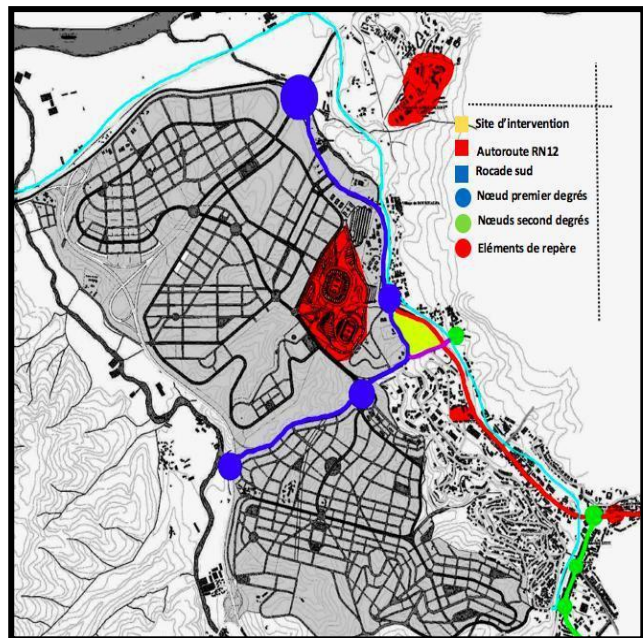 Site d'intervention
Autoroute RN12
Rocade sud
Nœud premier degrés
Nœuds second degrés
Eléments de repère